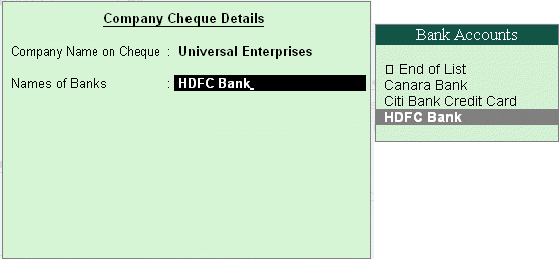 Company Cheque Details
Company Name on Cheque : Universal Enterprises
Names of Banks : HDFC Bank
Bank Accounts
End of List
Canara Bank
Citi Bank Credit Card
HDFC Bank